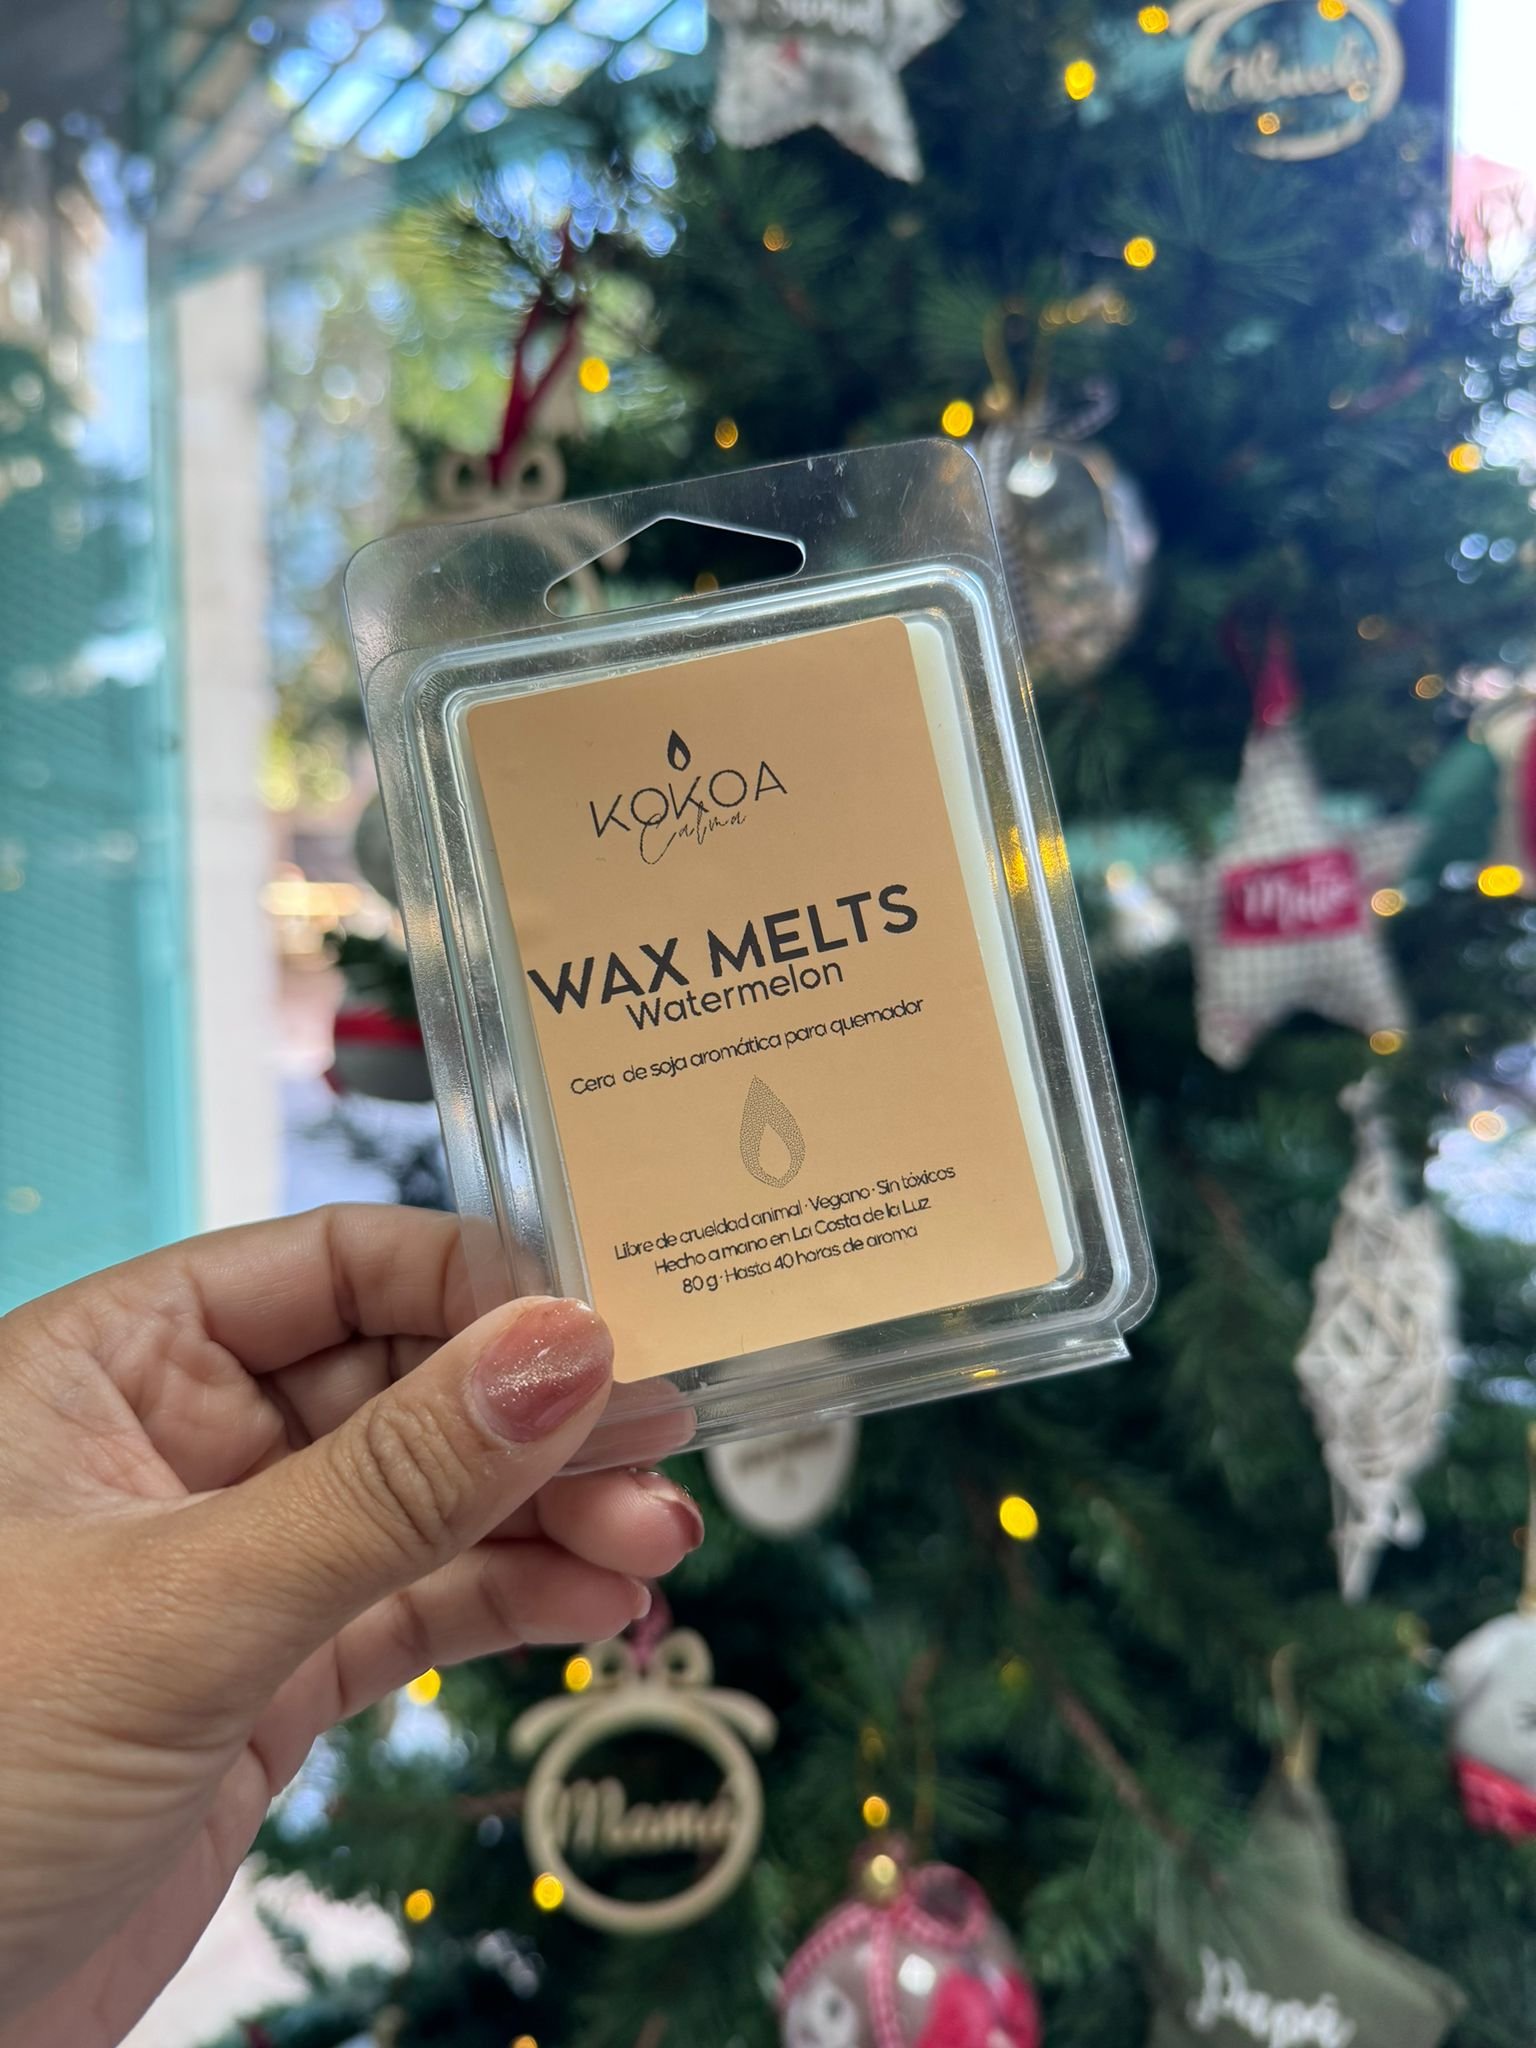 Abuelo
KOKOA
Calma
WAX MELTS
Watermelon
Cera de soja aromática para quemador
Libre de crueldad animal · Vegano · Sin tóxicos
Hecho a mano en La Costa de la Luz
80 g · Hasta 40 horas de aroma
Mamá
Papá